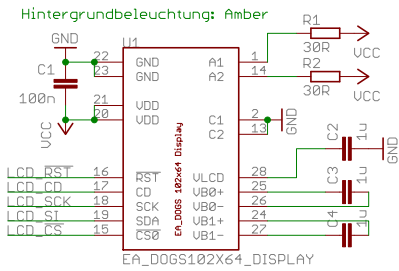 Hintergrundbeleuchtung: Amber
GND
U1
R1
30R
VCC
C1
100n
22 GND
23 GND
A1 1
A2 14
R2
30R
VCC
VCC
21 VDD
20 VDD
C1 2
C2 13
GND
EA_DOGS 102x64 Display
LCD_RST 16 RST
LCD_CD 17 CD
LCD_SCK 18 SCK
LCD_SI 19 SDA
LCD_CS 15 CS0
VLCD 28
VB0+ 25
VB0- 26
VB1+ 24
VB1- 27
C2 1u
GND
C3 1u
C4 1u
EA_DOGS102X64_DISPLAY